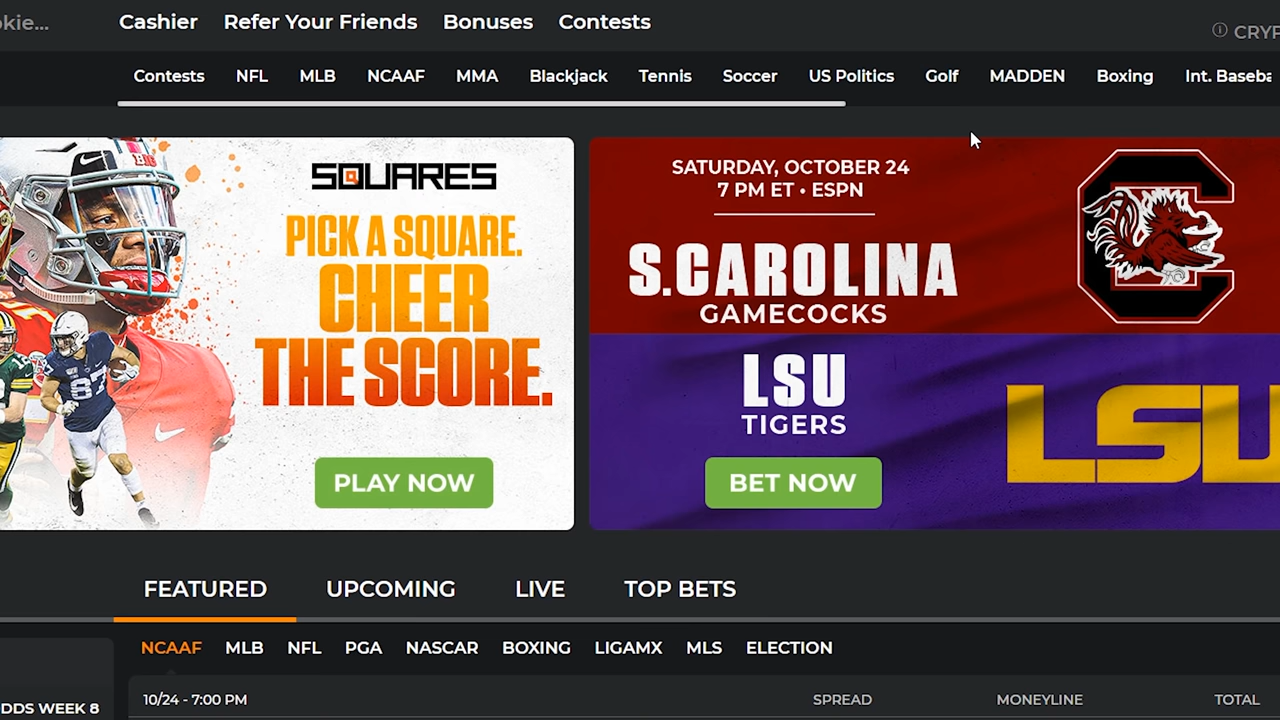 okie...
Cashier Refer Your Friends Bonuses Contests
CRYP
Contests NFL MLB NCAAF MMA Blackjack Tennis Soccer US Politics Golf MADDEN Boxing Int. Baseba
SQUARES
PICK A SQUARE.
CHEER
THE SCORE.
PLAY NOW
87
SATURDAY, OCTOBER 24
7 PM ET • ESPN
S.CAROLINA
GAMECOCKS
LSU
TIGERS
BET NOW
LSU
FEATURED UPCOMING LIVE TOP BETS
NCAAF MLB NFL PGA NASCAR BOXING LIGAMX MLS ELECTION
DDS WEEK 8
10/24 - 7:00 PM SPREAD MONEYLINE TOTAL